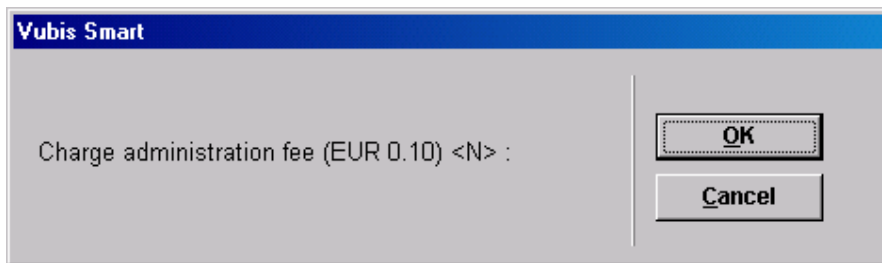 Vubis Smart
Charge administration fee (EUR 0.10) <N> :
OK
Cancel